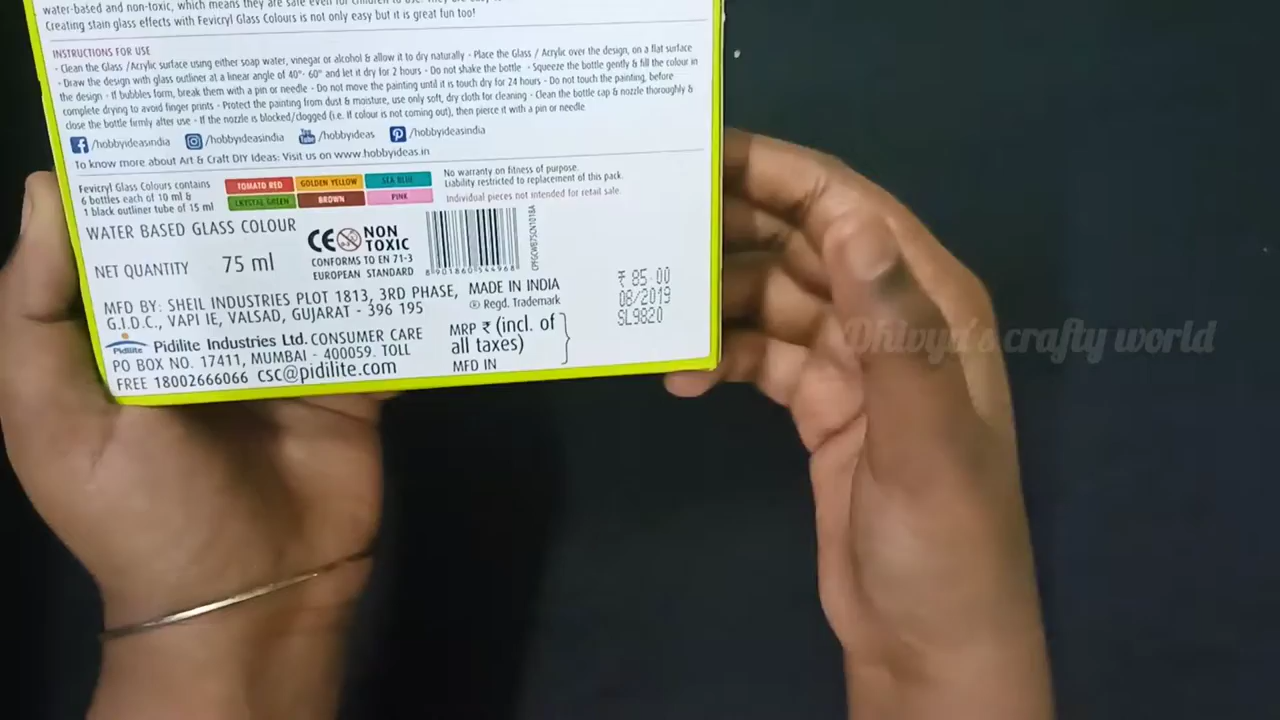 water-based and non-toxic, which means they are safe even for children to use. They are easy to
Creating stain glass effects with Fevicryl Glass Colours is not only easy but it is great fun too!
INSTRUCTIONS FOR USE
- Clean the Glass /Acrylic surface using either soap water, vinegar or alcohol & allow it to dry naturally - Place the Glass / Acrylic over the design, on a flat surface
- Draw the design with glass outliner at a linear angle of 40°- 60° and let it dry for 2 hours - Do not shake the bottle - Squeeze the bottle gently & fill the colour in
the design - If bubbles form, break them with a pin or needle - Do not move the painting until it is touch dry for 24 hours - Do not touch the painting, before
complete drying to avoid finger prints - Protect the painting from dust & moisture, use only soft, dry cloth for cleaning - Clean the bottle cap & nozzle thoroughly &
close the bottle firmly after use - If the nozzle is blocked/clogged (i.e. If colour is not coming out), then pierce it with a pin or needle
/hobbyideasindia /hobbyideasindia You Tube /hobbyideas /hobbyideasindia
To know more about Art & Craft DIY Ideas: Visit us on www.hobbyideas.in
Fevicryl Glass Colours contains
6 bottles each of 10 ml &
1 black outliner tube of 15 ml
TOMATO RED GOLDEN YELLOW SEA BLUE
CRYSTAL GREEN BROWN PINK
No warranty on fitness of purpose.
Liability restricted to replacement of this pack.
Individual pieces not intended for retail sale.
WATER BASED GLASS COLOUR
NET QUANTITY 75 ml
CE NON TOXIC
CONFORMS TO EN 71-3
EUROPEAN STANDARD
8 901860 544968
MFD BY: SHEIL INDUSTRIES PLOT 1813, 3RD PHASE,
G.I.D.C., VAPI IE, VALSAD, GUJARAT - 396 195
MADE IN INDIA
® Regd. Trademark
Pidilite Pidilite Industries Ltd. CONSUMER CARE
PO BOX NO. 17411, MUMBAI - 400059. TOLL
FREE 18002666066 csc@pidilite.com
MRP ₹ (incl. of
all taxes)
MFD IN
₹ 85.00
08/2019
SL9820
Dhivya's crafty world